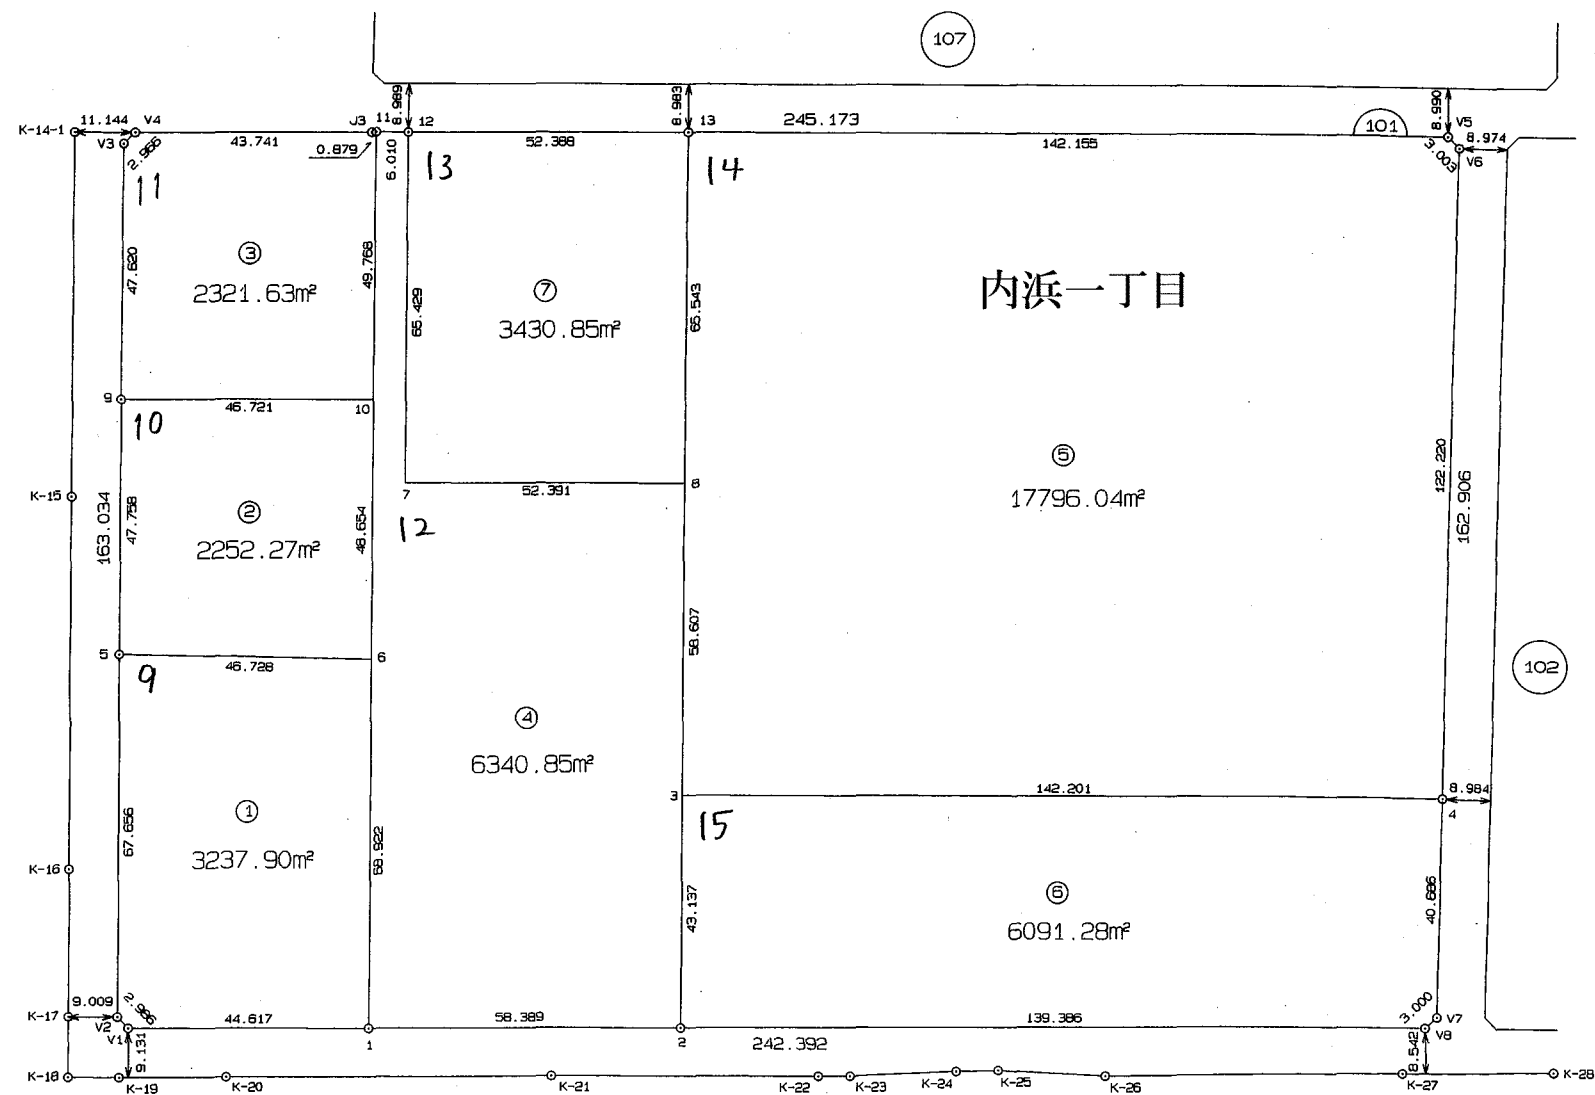 107
K-14-1
11.144
V4
43.741
J3
11
8.989
12
52.388
8.983
13
245.173
142.155
101
8.990
V5
8.974
V6
3.003
V3
2.966
0.879
6.010
11
13
14
47.620
③
2321.63m²
49.768
65.429
⑦
3430.85m²
65.543
内浜一丁目
9
46.721
10
10
K-15
163.034
47.758
②
2252.27m²
48.654
7
52.391
8
12
⑤
17796.04m²
122.220
162.906
5
46.728
6
9
58.607
102
④
6340.85m²
3
142.201
8.984
4
15
67.656
①
3237.90m²
68.922
K-16
43.137
⑥
6091.28m²
40.686
K-17
9.009
V2
2.986
V1
44.617
1
58.389
2
242.392
139.386
3.000
V7
V8
9.131
8.542
K-18
K-19
K-20
K-21
K-22
K-23
K-24
K-25
K-26
K-27
K-28